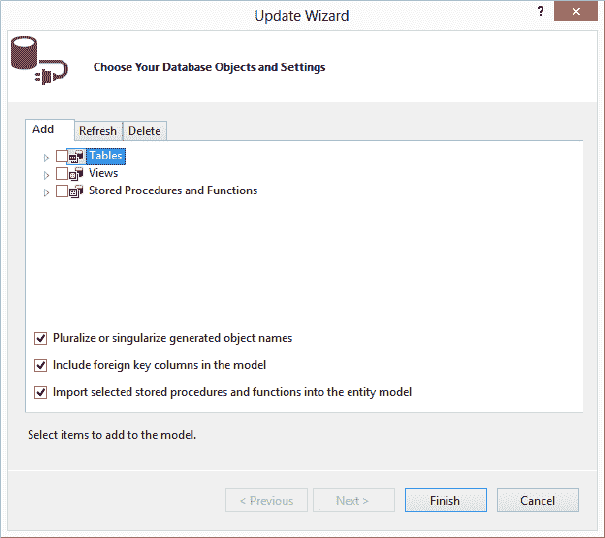 Update Wizard
?
Choose Your Database Objects and Settings
Add Refresh Delete
Tables
Views
Stored Procedures and Functions
Pluralize or singularize generated object names
Include foreign key columns in the model
Import selected stored procedures and functions into the entity model
Select items to add to the model.
< Previous Next > Finish Cancel